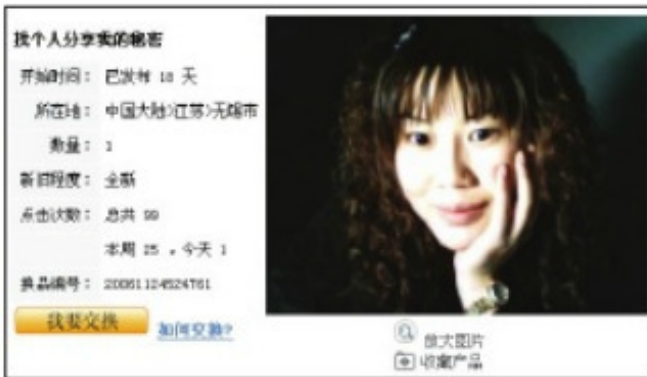 找个人分享我的秘密
开始时间： 已发布 18 天
所在地： 中国大陆>江苏>无锡市
数量： 1
新旧程度： 全新
点击次数： 总共 99
本周 25 ，今天 1
换品编号： 20061124524761
我要交换 如何交换?
放大图片
收藏产品